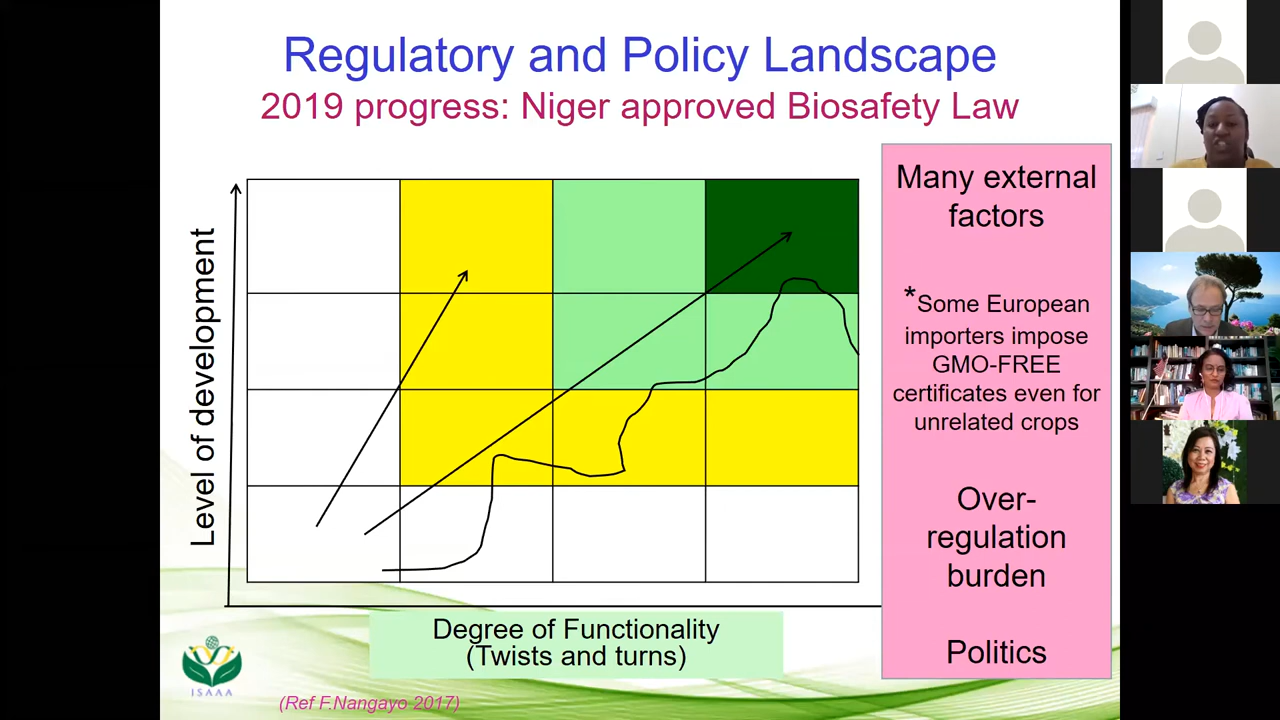 Regulatory and Policy Landscape
2019 progress: Niger approved Biosafety Law
Level of development
Many external
factors
*Some European
importers impose
GMO-FREE
certificates even for
unrelated crops
Over-
regulation
burden
Politics
Degree of Functionality
(Twists and turns)
ISAAA
(Ref F.Nangayo 2017)